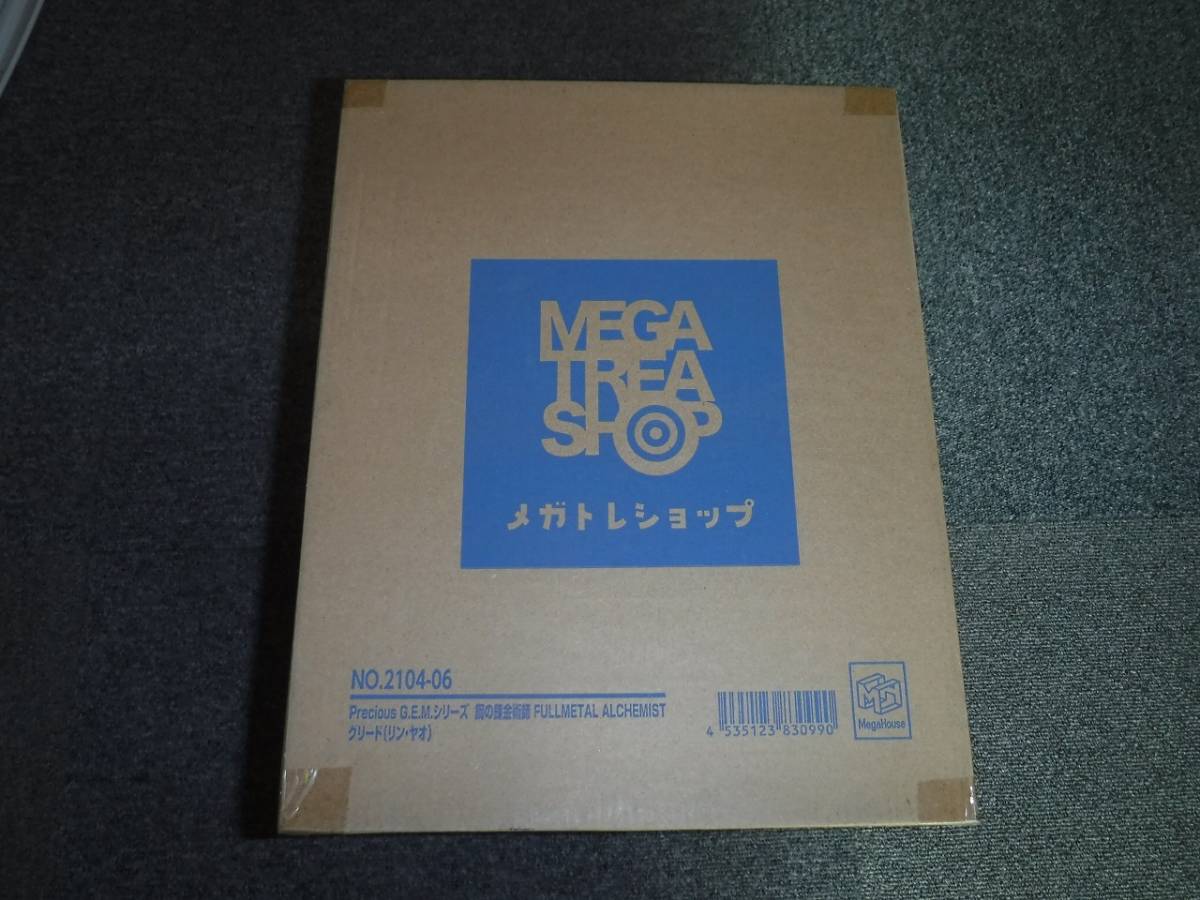 MEGA
TREA
SHOP
メガトレショップ
NO.2104-06
Precious G.E.M.シリーズ 鋼の錬金術師 FULLMETAL ALCHEMIST
グリード(リン・ヤオ)
4 535123 830990
MegaHouse